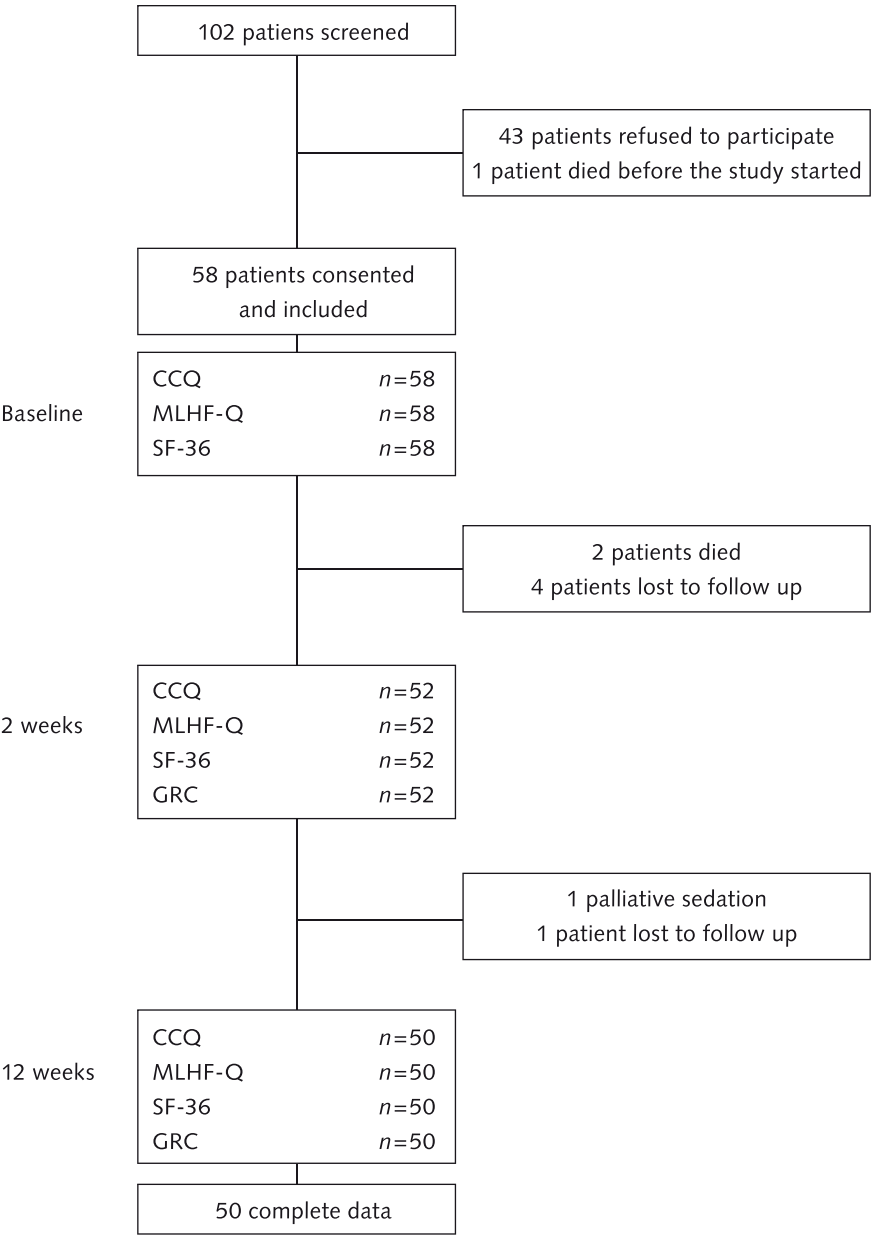 102 patiens screened
43 patients refused to participate
1 patient died before the study started
58 patients consented
and included
Baseline
CCQ n=58
MLHF-Q n=58
SF-36 n=58
2 patients died
4 patients lost to follow up
2 weeks
CCQ n=52
MLHF-Q n=52
SF-36 n=52
GRC n=52
1 palliative sedation
1 patient lost to follow up
12 weeks
CCQ n=50
MLHF-Q n=50
SF-36 n=50
GRC n=50
50 complete data